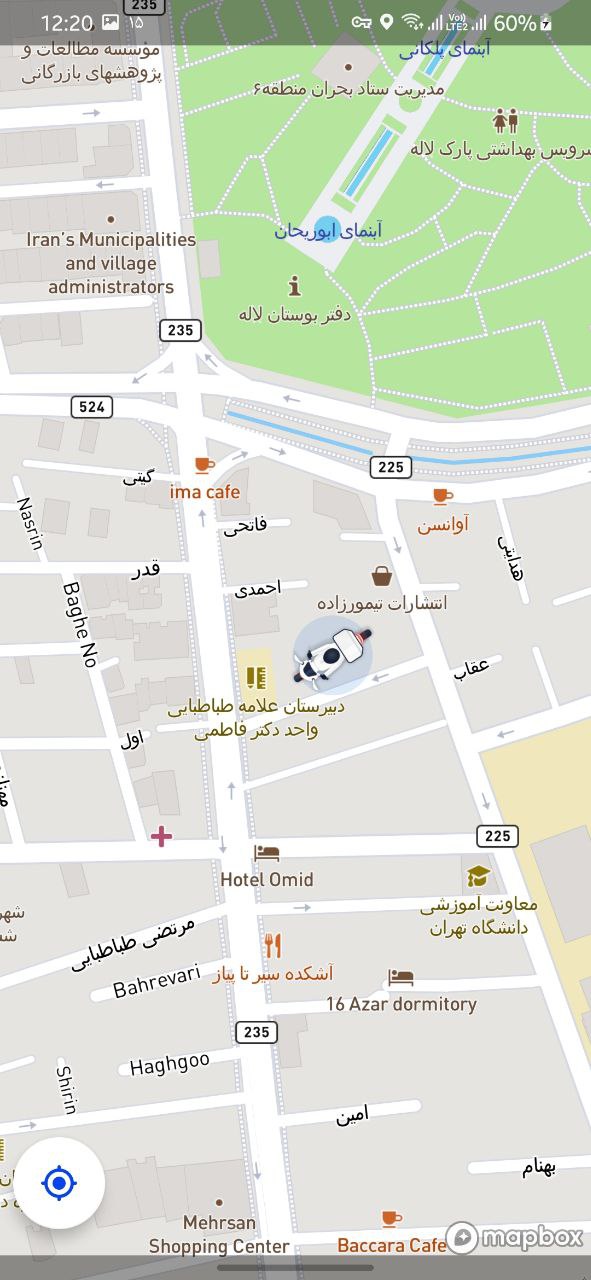 235
12:20 ۱۵ Vo)) LTE2 60%
مؤسسه مطالعات و
پژوهشهای بازرگانی
آبنمای پلکانی
مدیریت ستاد بحران منطقه۶
سرویس بهداشتی پارک لاله
آبنمای ابوریحان
Iran's Municipalities
and village
administrators
دفتر بوستان لاله
235
524
225
گیتی
ima cafe
آوانسن
Nasrin
فاتحی
هدایتی
قدر
احمدی
انتشارات تیمورزاده
Baghe No
عقاب
دبیرستان علامه طباطبایی
واحد دکتر فاطمی
اول
225
Hotel Omid
معاونت آموزشی
دانشگاه تهران
مرتضی طباطبایی
آشکده سیر تا پیاز
Bahrevari
16 Azar dormitory
235
Haghgoo
Shirin
امین
بهنام
Mehrsan
Shopping Center
Baccara Cafe
mapbox